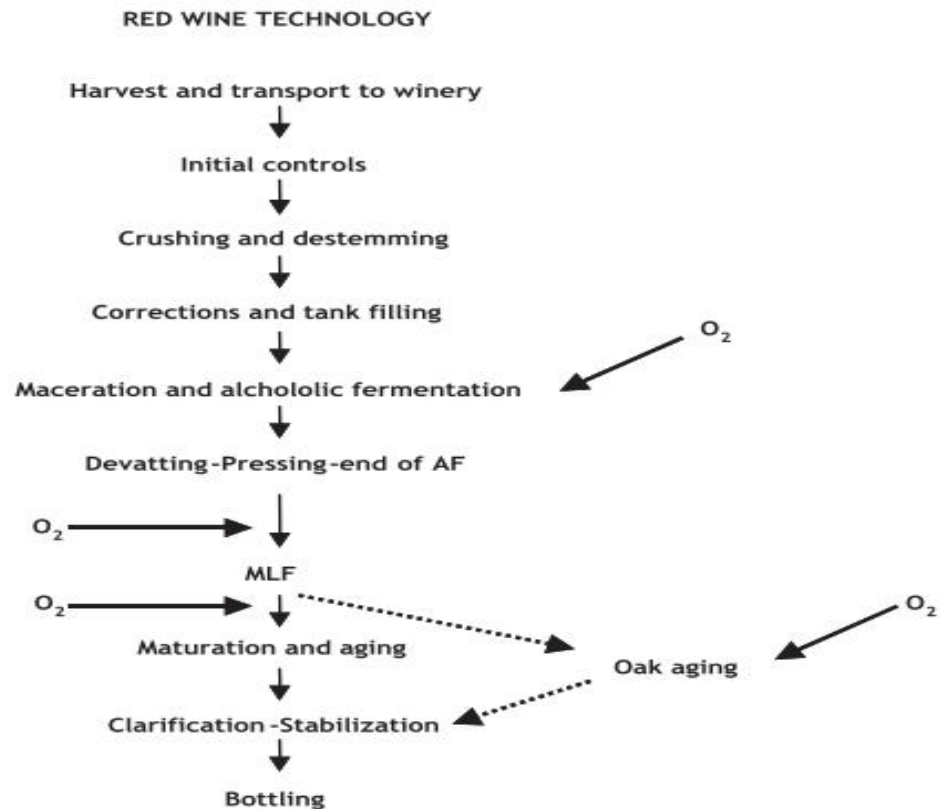 RED WINE TECHNOLOGY
Harvest and transport to winery
Initial controls
Crushing and destemming
Corrections and tank filling
O₂
Maceration and alchololic fermentation
Devatting-Pressing-end of AF
O₂
MLF
O₂
O₂
Maturation and aging
Oak aging
Clarification-Stabilization
Bottling